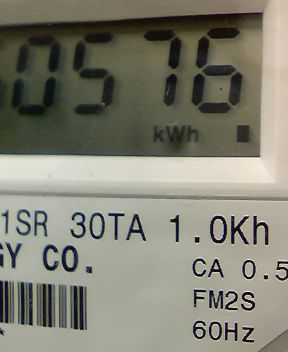 0576
kWh
1SR 30TA 1.0Kh
GY CO.
CA 0.5
FM2S
60Hz